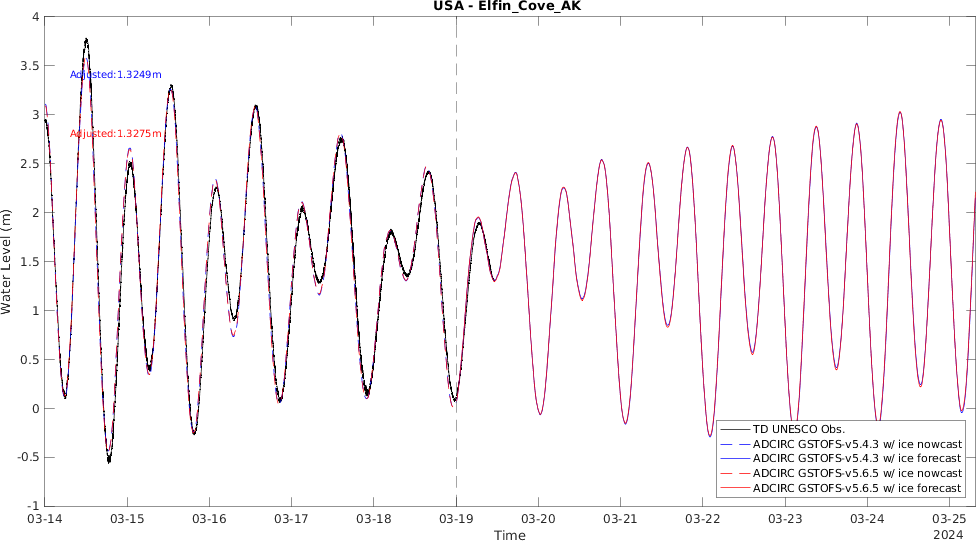 USA - Elfin_Cove_AK
4
3.5
3
2.5
2
1.5
1
0.5
0
-0.5
-1
Water Level (m)
Adjusted:1.3249m
Adjusted:1.3275m
TD UNESCO Obs.
ADCIRC GSTOFS-v5.4.3 w/ ice nowcast
ADCIRC GSTOFS-v5.4.3 w/ ice forecast
ADCIRC GSTOFS-v5.6.5 w/ ice nowcast
ADCIRC GSTOFS-v5.6.5 w/ ice forecast
03-14 03-15 03-16 03-17 03-18 03-19 03-20 03-21 03-22 03-23 03-24 03-25
2024
Time